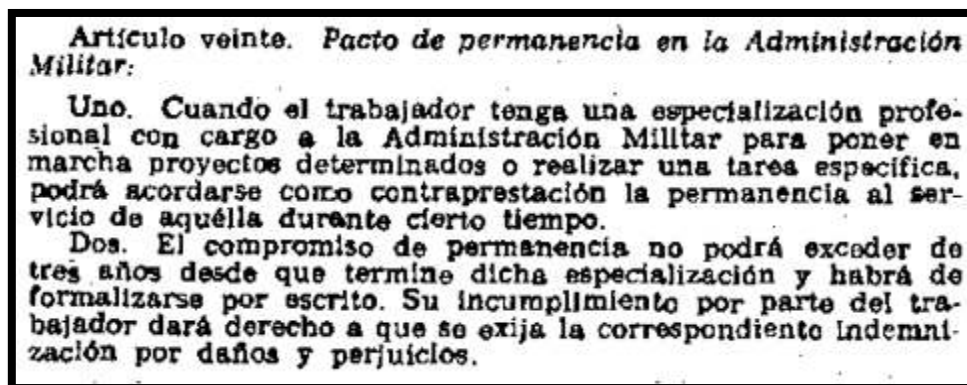 Artículo veinte. Pacto de permanencia en la Administración
Militar:
Uno. Cuando el trabajador tenga una especialización profe-
sional con cargo a la Administración Militar para poner en
marcha proyectos determinados o realizar una tarea específica,
podrá acordarse como contraprestación la permanencia al ser-
vicio de aquélla durante cierto tiempo.
Dos. El compromiso de permanencia no podrá exceder de
tres años desde que termine dicha especialización y habrá de
formalizarse por escrito. Su incumplimiento por parte del tra-
bajador dará derecho a que se exija la correspondiente indemni-
zación por daños y perjuicios.